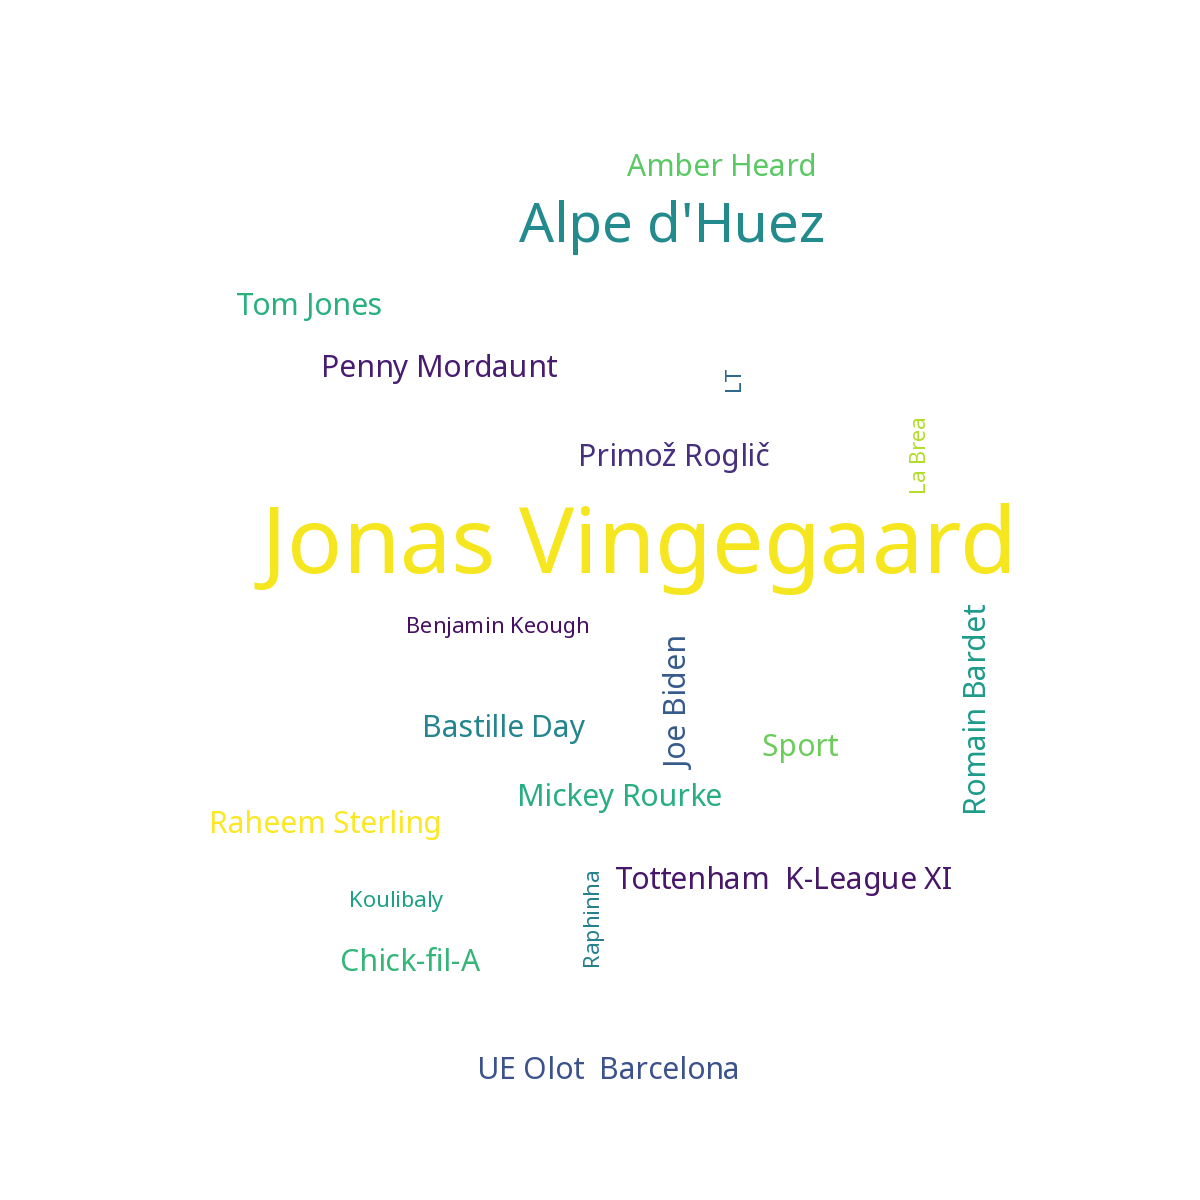 Amber Heard
Alpe d'Huez
Tom Jones
Penny Mordaunt
LT
La Brea
Primož Roglič
Jonas Vingegaard
Benjamin Keough
Joe Biden
Romain Bardet
Bastille Day
Sport
Mickey Rourke
Raheem Sterling
Tottenham  K-League XI
Koulibaly
Raphinha
Chick-fil-A
UE Olot  Barcelona